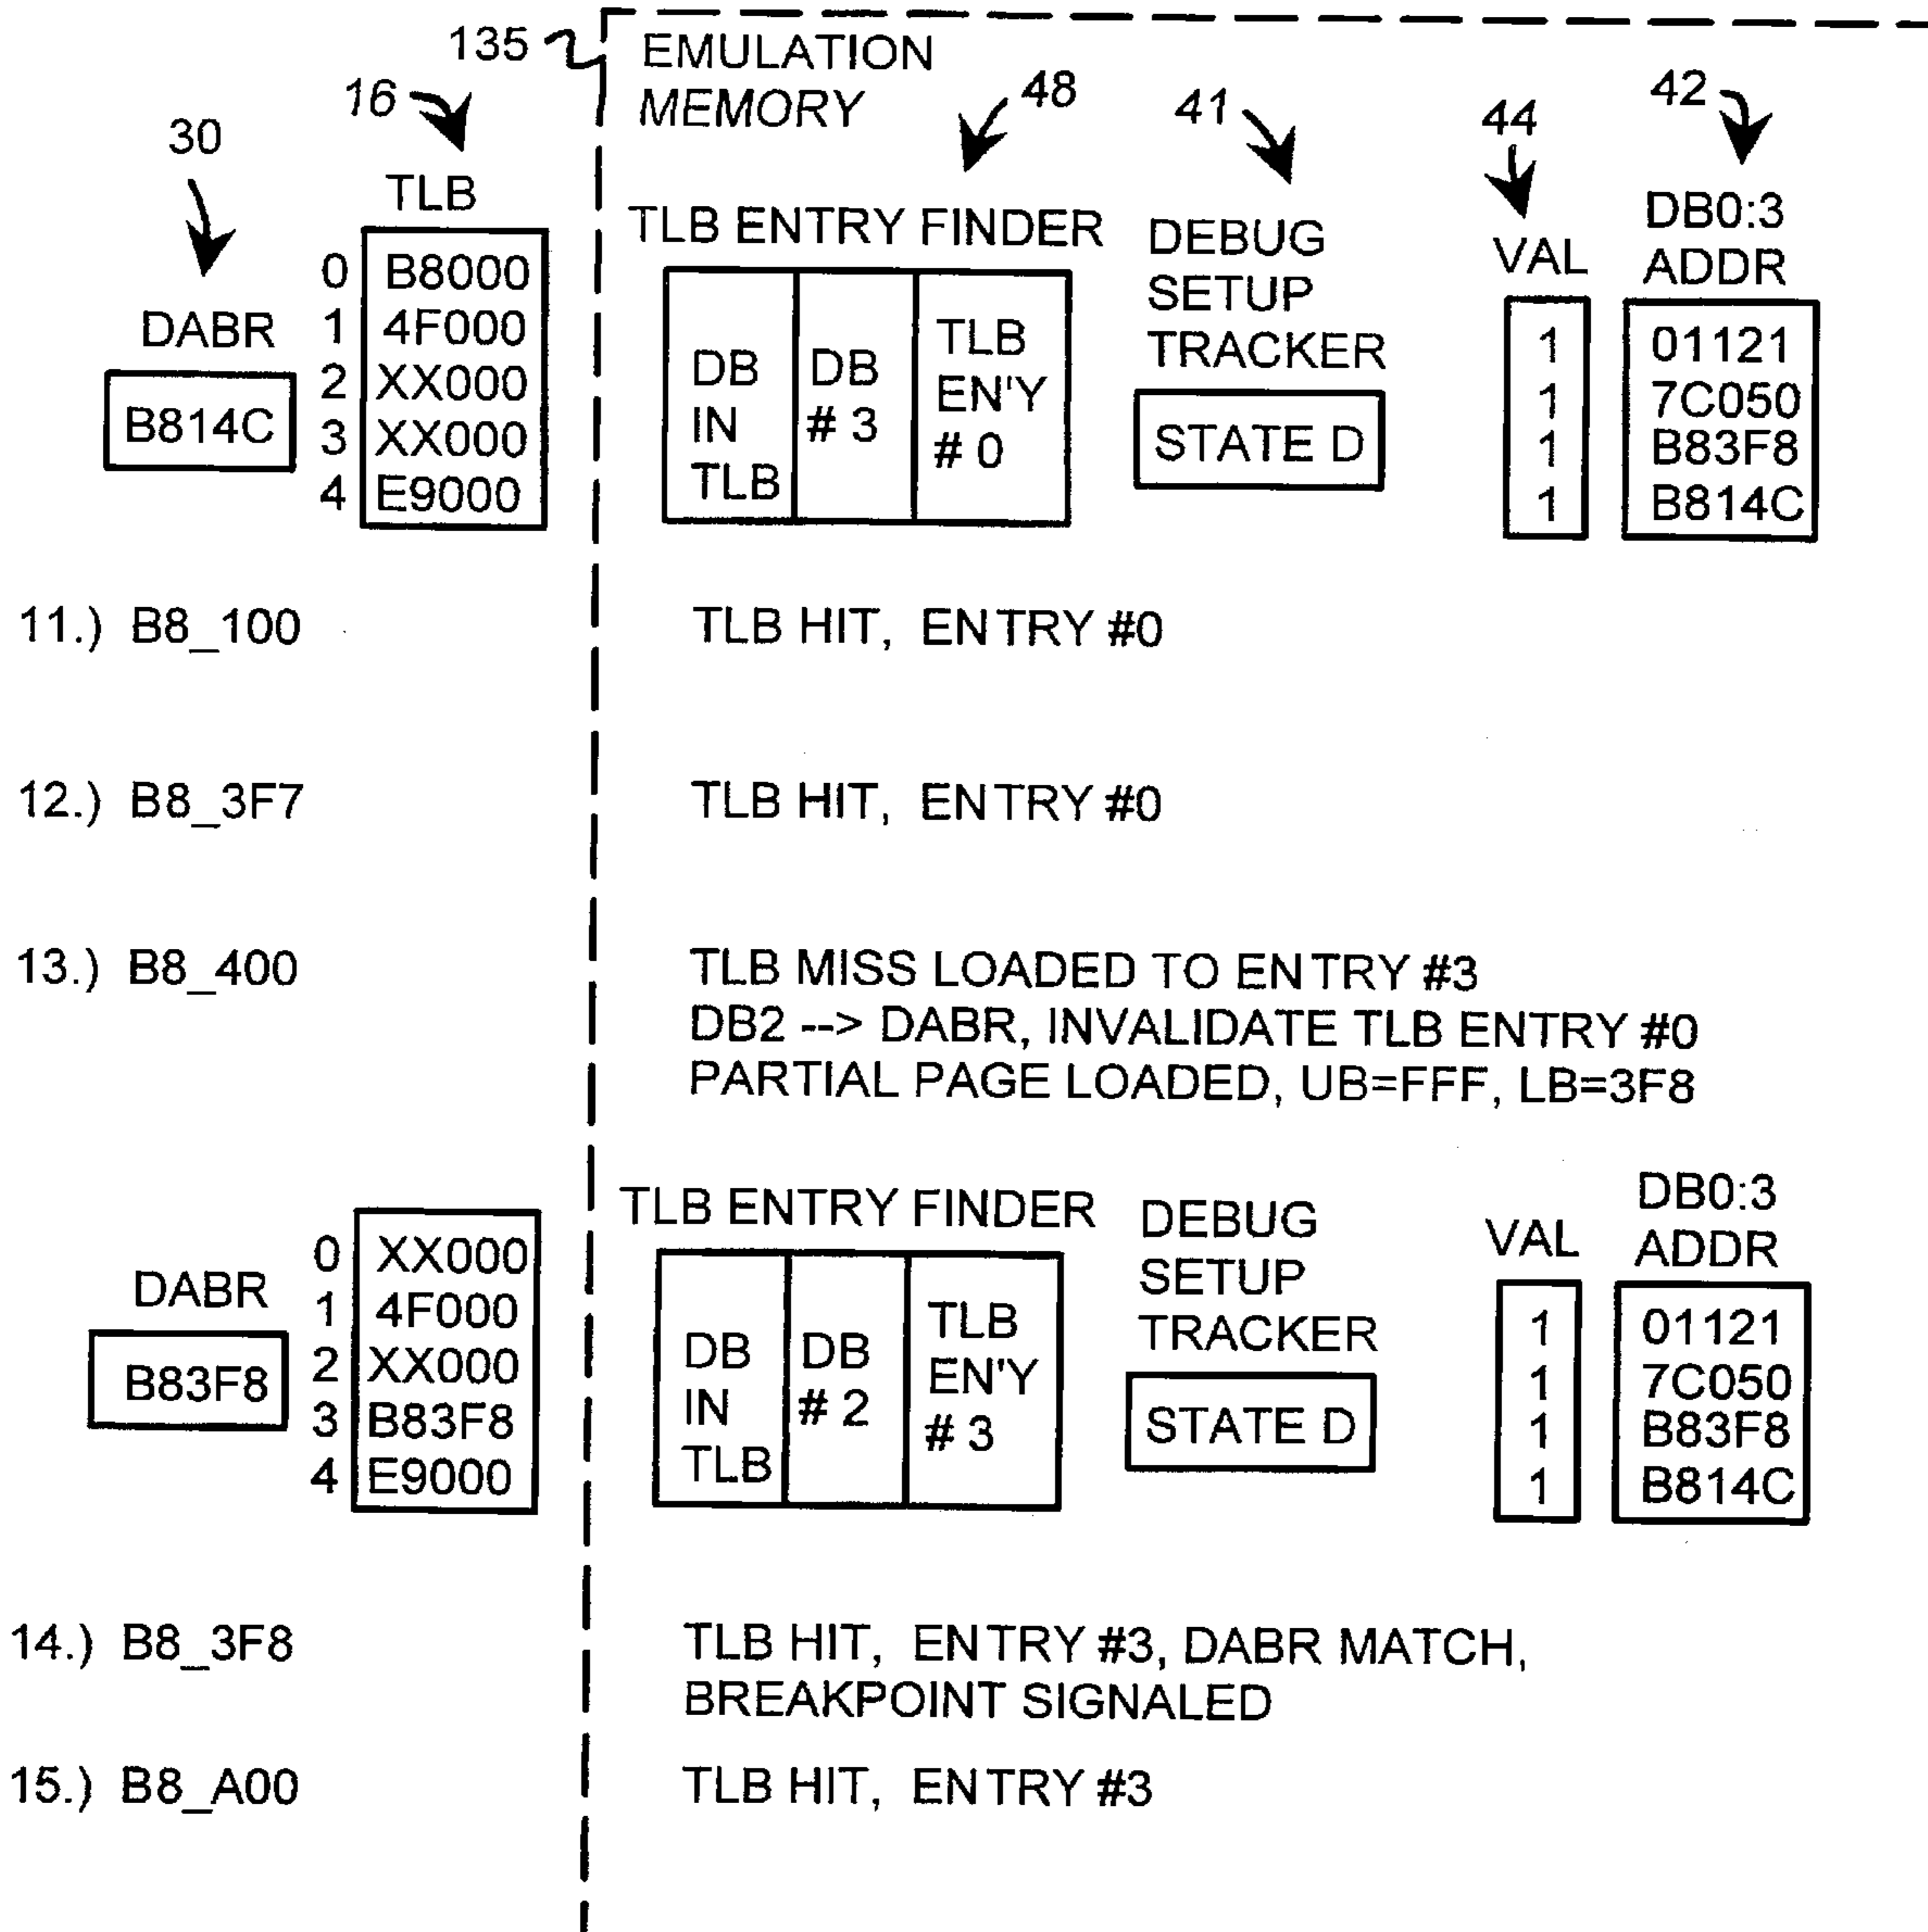 135
EMULATION
MEMORY
16
48
41
44
42
30
TLB
TLB ENTRY FINDER
DEBUG
SETUP
TRACKER
VAL
DB0:3
ADDR
DABR
B814C
0 B8000
1 4F000
2 XX000
3 XX000
4 E9000
DB
IN
TLB
DB
# 3
TLB
EN'Y
# 0
STATE D
1
1
1
1
01121
7C050
B83F8
B814C
11.) B8_100 TLB HIT, ENTRY #0
12.) B8_3F7 TLB HIT, ENTRY #0
13.) B8_400 TLB MISS LOADED TO ENTRY #3
DB2 --> DABR, INVALIDATE TLB ENTRY #0
PARTIAL PAGE LOADED, UB=FFF, LB=3F8
TLB ENTRY FINDER
DEBUG
SETUP
TRACKER
VAL
DB0:3
ADDR
DABR
B83F8
0 XX000
1 4F000
2 XX000
3 B83F8
4 E9000
DB
IN
TLB
DB
# 2
TLB
EN'Y
# 3
STATE D
1
1
1
1
01121
7C050
B83F8
B814C
14.) B8_3F8 TLB HIT, ENTRY #3, DABR MATCH,
BREAKPOINT SIGNALED
15.) B8_A00 TLB HIT, ENTRY #3